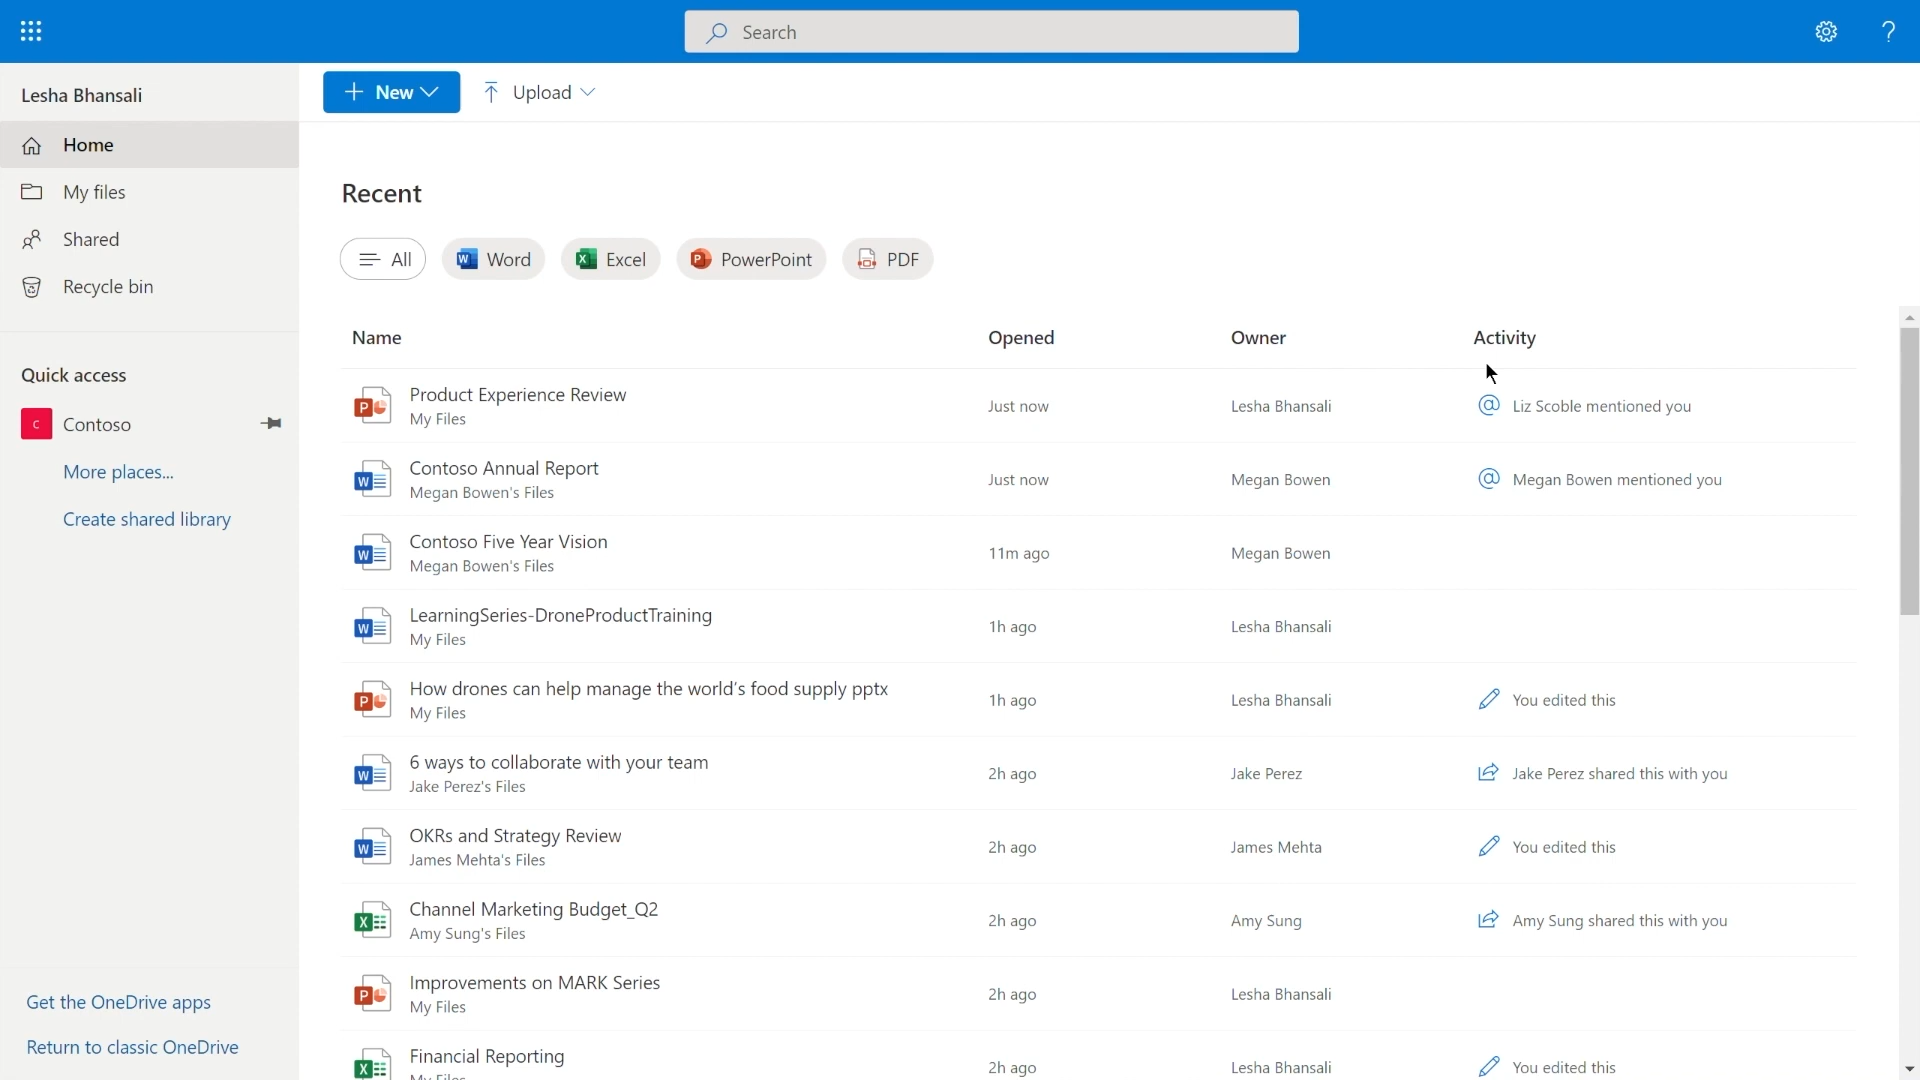 Search
?
Lesha Bhansali
Home
My files
Shared
Recycle bin
Quick access
C Contoso
More places...
Create shared library
Get the OneDrive apps
Return to classic OneDrive
New
Upload
Recent
All
W Word
X Excel
P PowerPoint
PDF
Name Opened Owner Activity
P Product Experience Review
My Files
Just now
Lesha Bhansali
@ Liz Scoble mentioned you
W Contoso Annual Report
Megan Bowen's Files
Just now
Megan Bowen
@ Megan Bowen mentioned you
W Contoso Five Year Vision
Megan Bowen's Files
11m ago
Megan Bowen
W LearningSeries-DroneProductTraining
My Files
1h ago
Lesha Bhansali
P How drones can help manage the world’s food supply pptx
My Files
1h ago
Lesha Bhansali
You edited this
W 6 ways to collaborate with your team
Jake Perez's Files
2h ago
Jake Perez
Jake Perez shared this with you
W OKRs and Strategy Review
James Mehta's Files
2h ago
James Mehta
You edited this
X Channel Marketing Budget_Q2
Amy Sung's Files
2h ago
Amy Sung
Amy Sung shared this with you
P Improvements on MARK Series
My Files
2h ago
Lesha Bhansali
X Financial Reporting
My Files
2h ago
Lesha Bhansali
You edited this